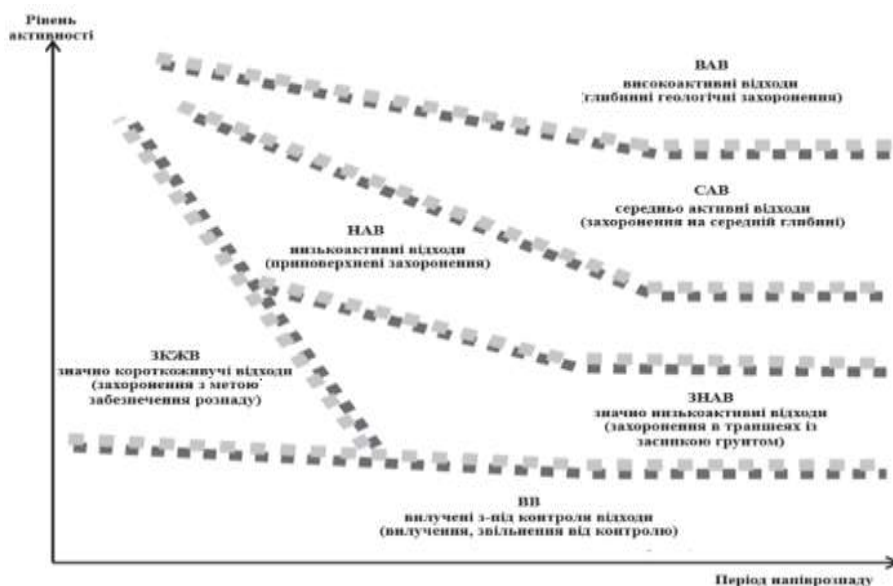 Рівень
активності
ВАВ
високоактивні відходи
(глибинні геологічні захоронення)
САВ
середньо активні відходи
(захоронення на середній глибині)
НАВ
низькоактивні відходи
(приповерхневі захоронення)
ЗКЖВ
значно короткоживучі відходи
(захоронення з метою
забезпечення розпаду)
ЗНАВ
значно низькоактивні відходи
(захоронення в траншеях із
засипкою грунтом)
ВВ
вилучені з-під контроля відходи
(вилучення, звільнення від контролю)
Період напіврозпаду